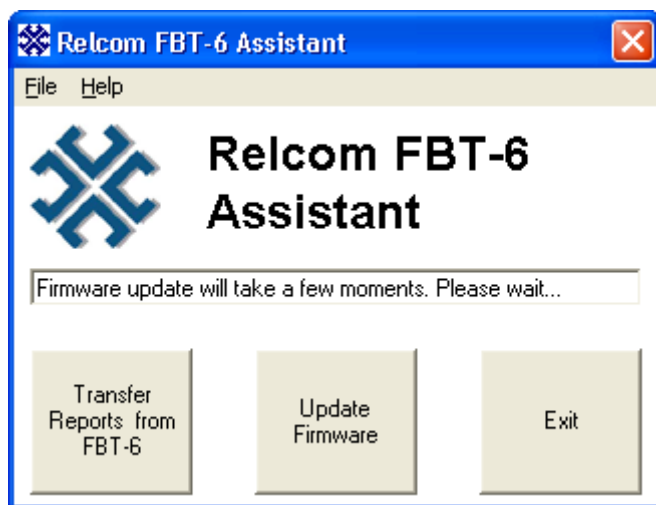 Relcom FBT-6 Assistant
File Help
Relcom FBT-6
Assistant
Firmware update will take a few moments. Please wait...
Transfer
Reports from
FBT-6
Update
Firmware
Exit